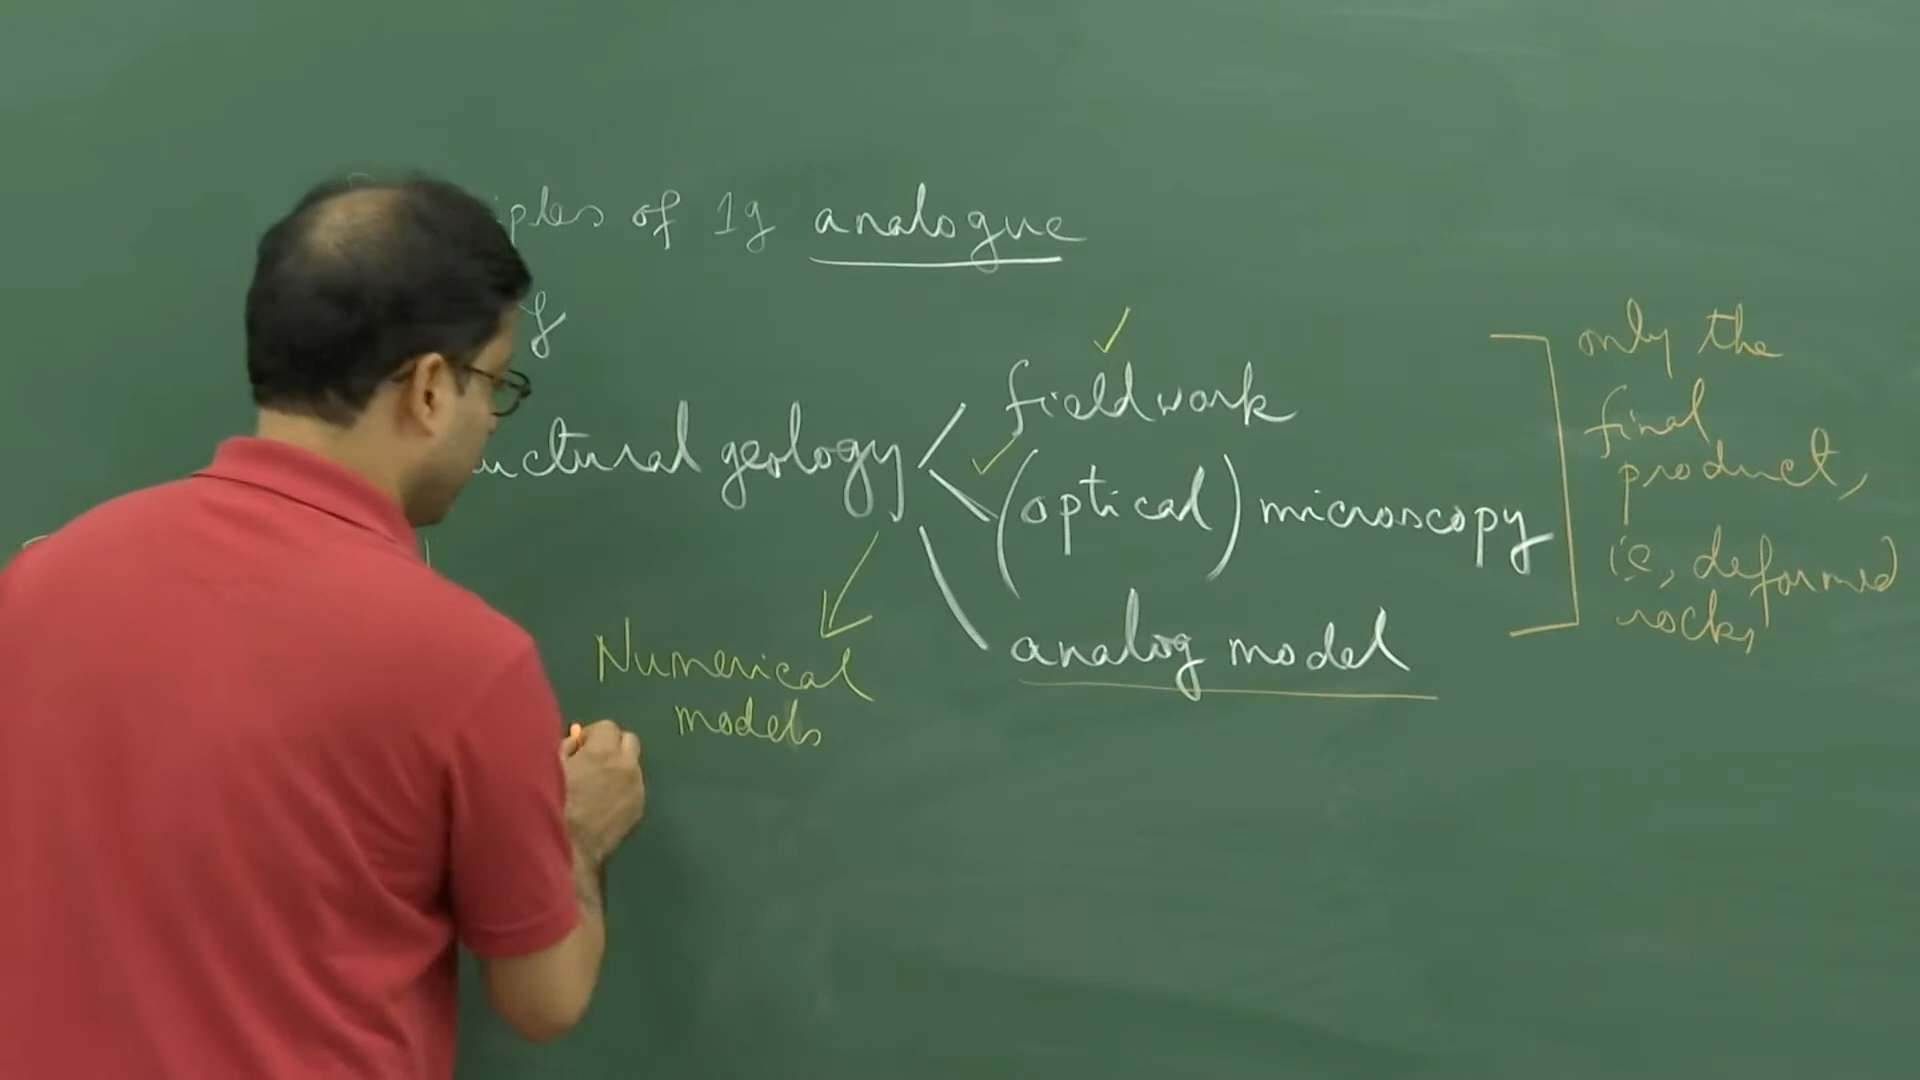 iples of 1g analogue
g
uctural geology
fieldwork
(optical) microscopy
analog model
Numerical
models
only the
final
product,
i.e., deformed
rocks